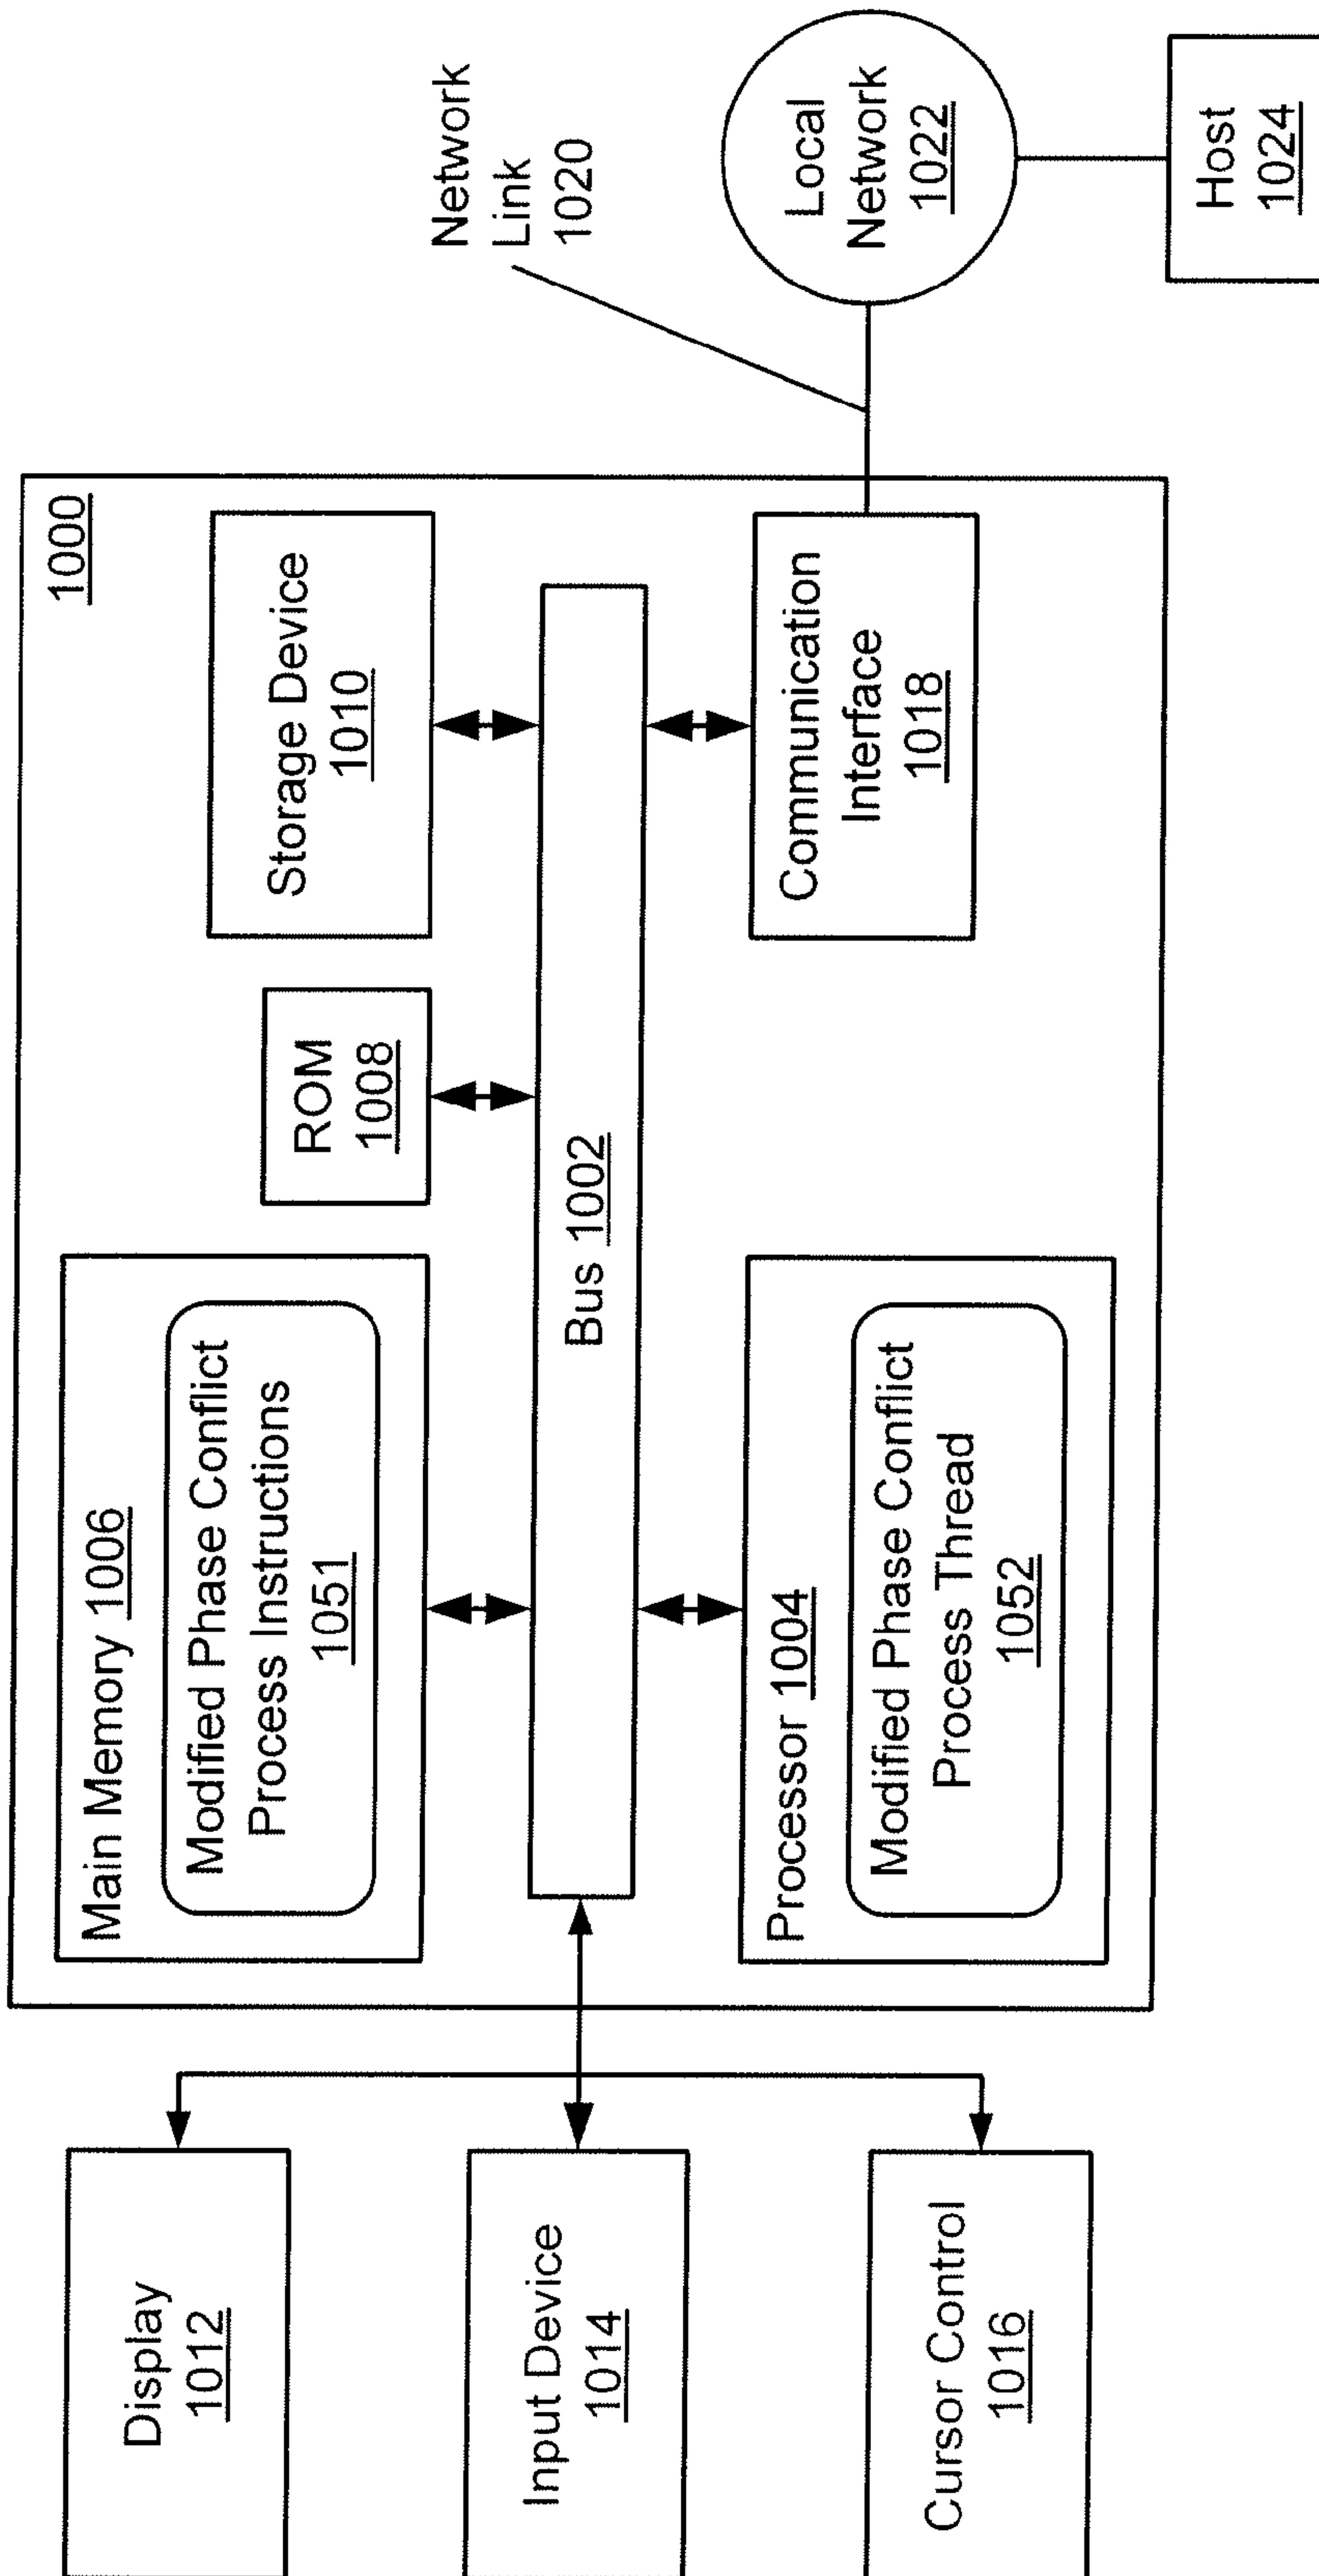 1000
Display
1012
Input Device
1014
Cursor Control
1016
Main Memory 1006
Modified Phase Conflict
Process Instructions
1051
ROM
1008
Storage Device
1010
Bus 1002
Processor 1004
Modified Phase Conflict
Process Thread
1052
Communication
Interface
1018
Network
Link
1020
Local
Network
1022
Host
1024